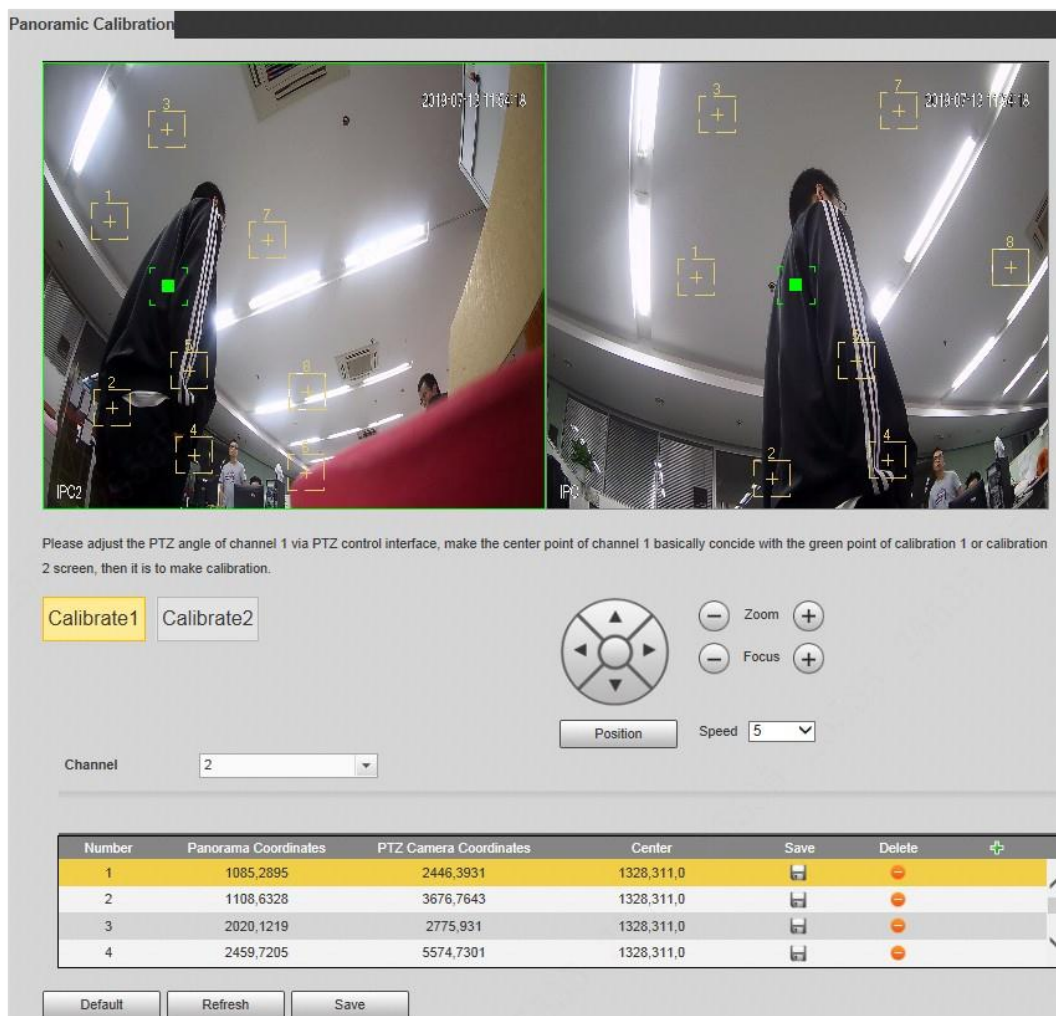 Panoramic Calibration
2019-07-13 11:54:18
3
1
7
5
8
2
4
6
IPC2
2019-07-13 11:54:18
3
7
1
8
5
2
4
IPC
Please adjust the PTZ angle of channel 1 via PTZ control interface, make the center point of channel 1 basically concide with the green point of calibration 1 or calibration
2 screen, then it is to make calibration.
Calibrate1 Calibrate2
Zoom
Focus
Position Speed 5
Channel 2
Number Panorama Coordinates PTZ Camera Coordinates Center Save Delete
1 1085,2895 2446,3931 1328,311,0
2 1108,6328 3676,7643 1328,311,0
3 2020,1219 2775,931 1328,311,0
4 2459,7205 5574,7301 1328,311,0
Default Refresh Save